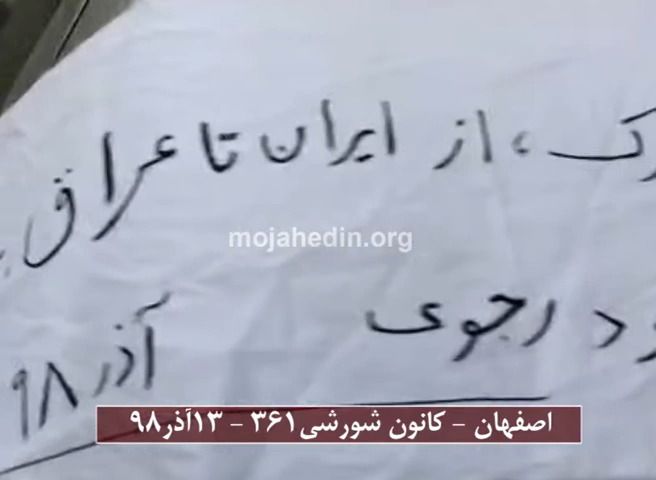 ، از ایران تا عراق
mojahedin.org
رجوی
آذر ۹۸
اصفهان - کانون شورشی ۳۶۱ - ۱۳آذر۹۸